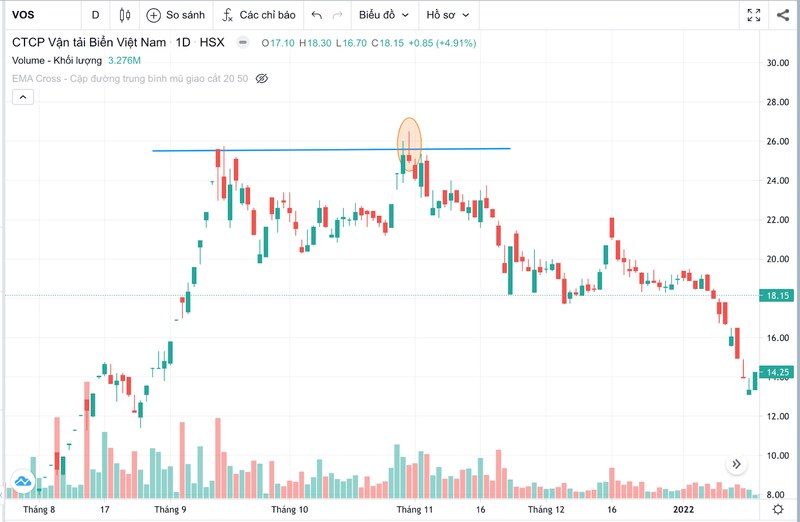 VOS D So sánh Các chỉ báo Biểu đồ Hồ sơ
CTCP Vận tải Biển Việt Nam · 1D · HSX O17.10 H18.30 L16.70 C18.15 +0.85 (+4.91%)
Volume - Khối lượng 3.276M
EMA Cross - Cặp đường trung bình mũ giao cắt 20 50
30.00
28.00
26.00
24.00
22.00
20.00
18.15
16.00
14.25
14.00
12.00
10.00
8.00
Tháng 8 17 Tháng 9 Tháng 10 Tháng 11 16 Tháng 12 16 2022